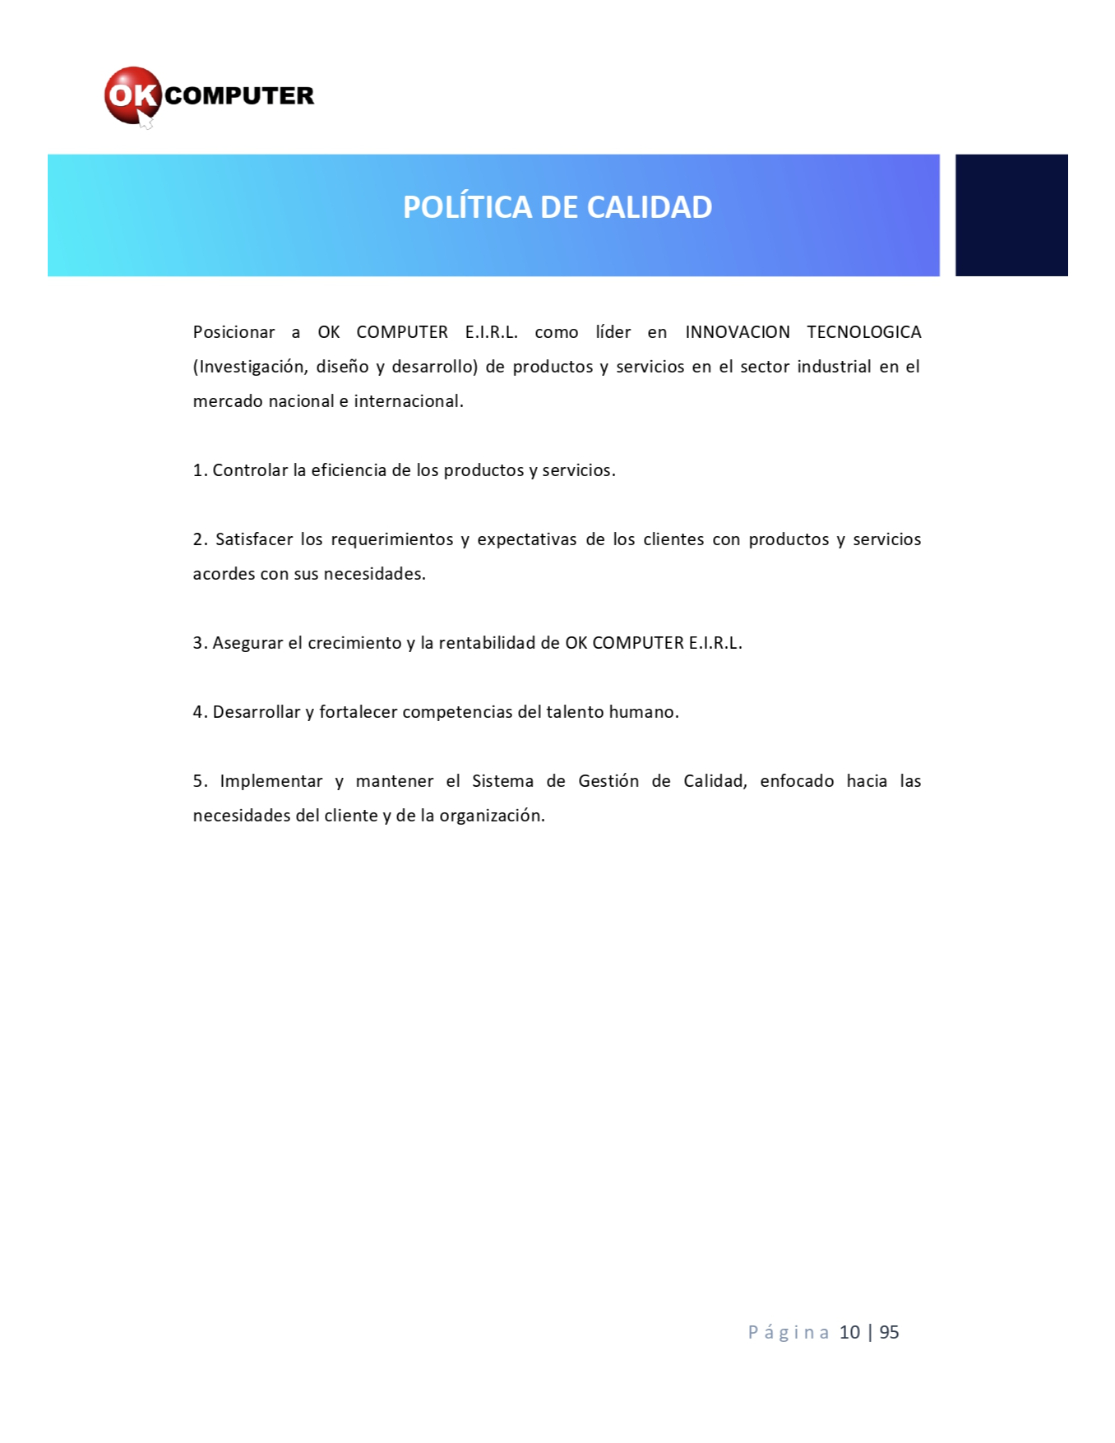 OK COMPUTER
POLÍTICA DE CALIDAD
Posicionar a OK COMPUTER E.I.R.L. como líder en INNOVACION TECNOLOGICA
(Investigación, diseño y desarrollo) de productos y servicios en el sector industrial en el
mercado nacional e internacional.
1. Controlar la eficiencia de los productos y servicios.
2. Satisfacer los requerimientos y expectativas de los clientes con productos y servicios
acordes con sus necesidades.
3. Asegurar el crecimiento y la rentabilidad de OK COMPUTER E.I.R.L.
4. Desarrollar y fortalecer competencias del talento humano.
5. Implementar y mantener el Sistema de Gestión de Calidad, enfocado hacia las
necesidades del cliente y de la organización.
Página 10 | 95